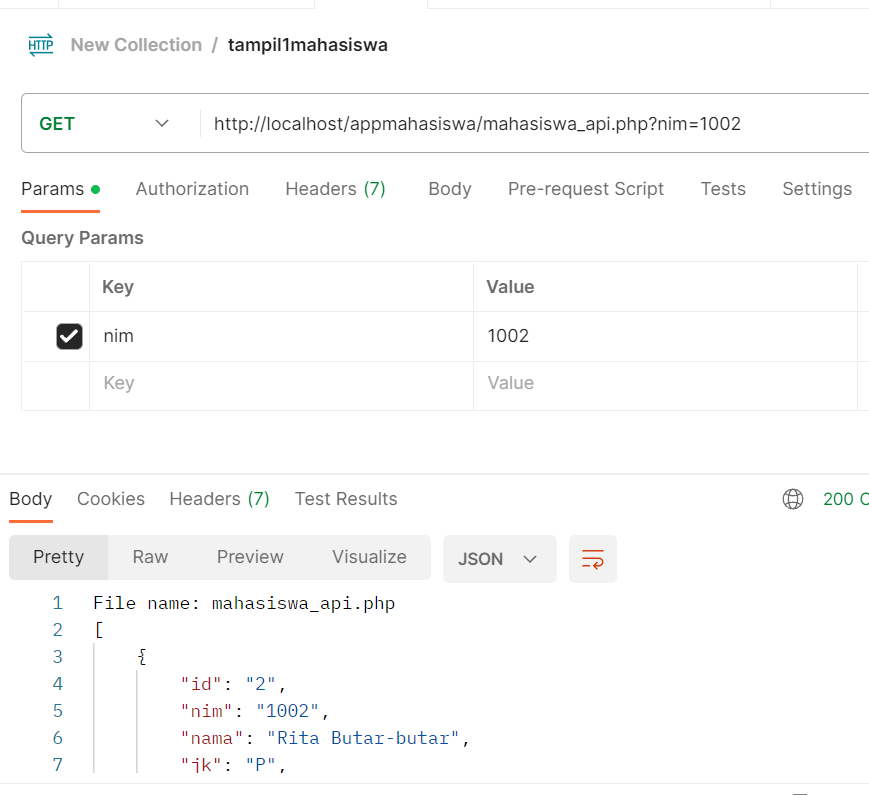 HTTP New Collection / tampil1mahasiswa
GET http://localhost/appmahasiswa/mahasiswa_api.php?nim=1002
Params Authorization Headers (7) Body Pre-request Script Tests Settings
Query Params
Key Value
nim 1002
Key Value
Body Cookies Headers (7) Test Results 200 O
Pretty Raw Preview Visualize JSON
1 File name: mahasiswa_api.php
2 [
3 {
4 "id": "2",
5 "nim": "1002",
6 "nama": "Rita Butar-butar",
7 "jk": "P",